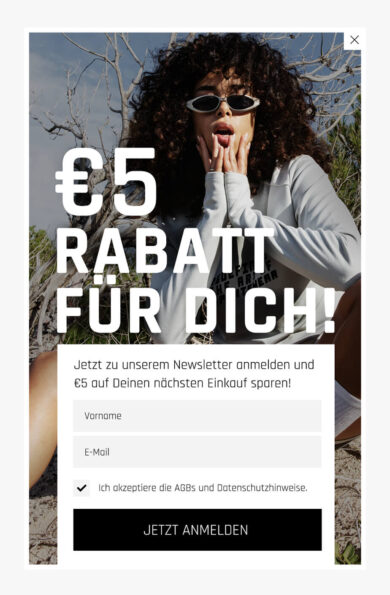 €5
RABATT
FÜR DICH!
Jetzt zu unserem Newsletter anmelden und
€5 auf Deinen nächsten Einkauf sparen!
Vorname
E-Mail
Ich akzeptiere die AGBs und Datenschutzhinweise.
JETZT ANMELDEN